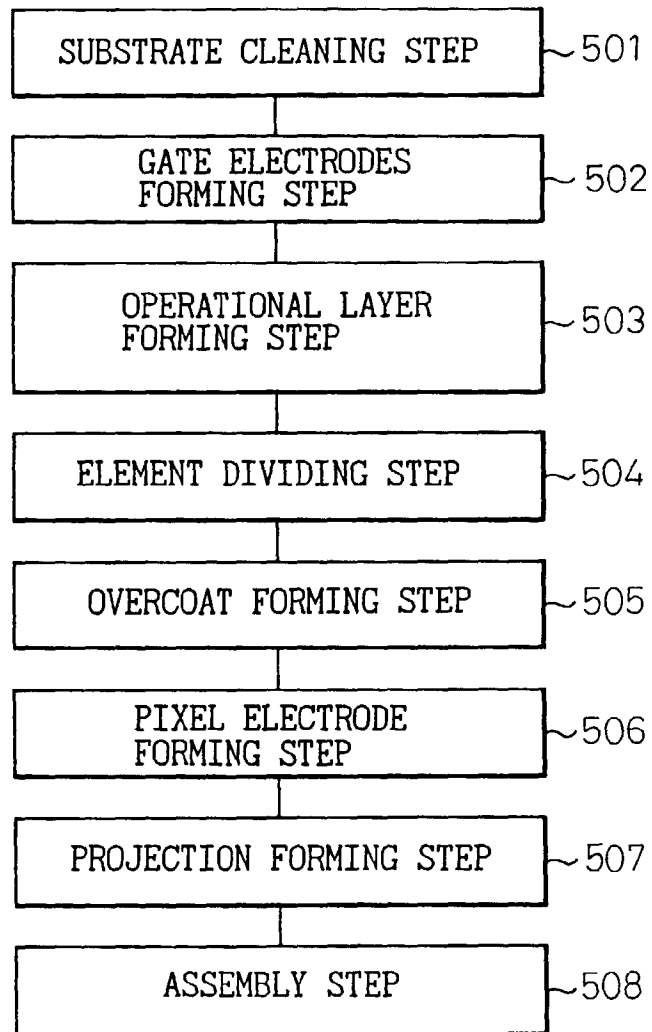 SUBSTRATE CLEANING STEP 501
GATE ELECTRODES
FORMING STEP 502
OPERATIONAL LAYER
FORMING STEP 503
ELEMENT DIVIDING STEP 504
OVERCOAT FORMING STEP 505
PIXEL ELECTRODE
FORMING STEP 506
PROJECTION FORMING STEP 507
ASSEMBLY STEP 508